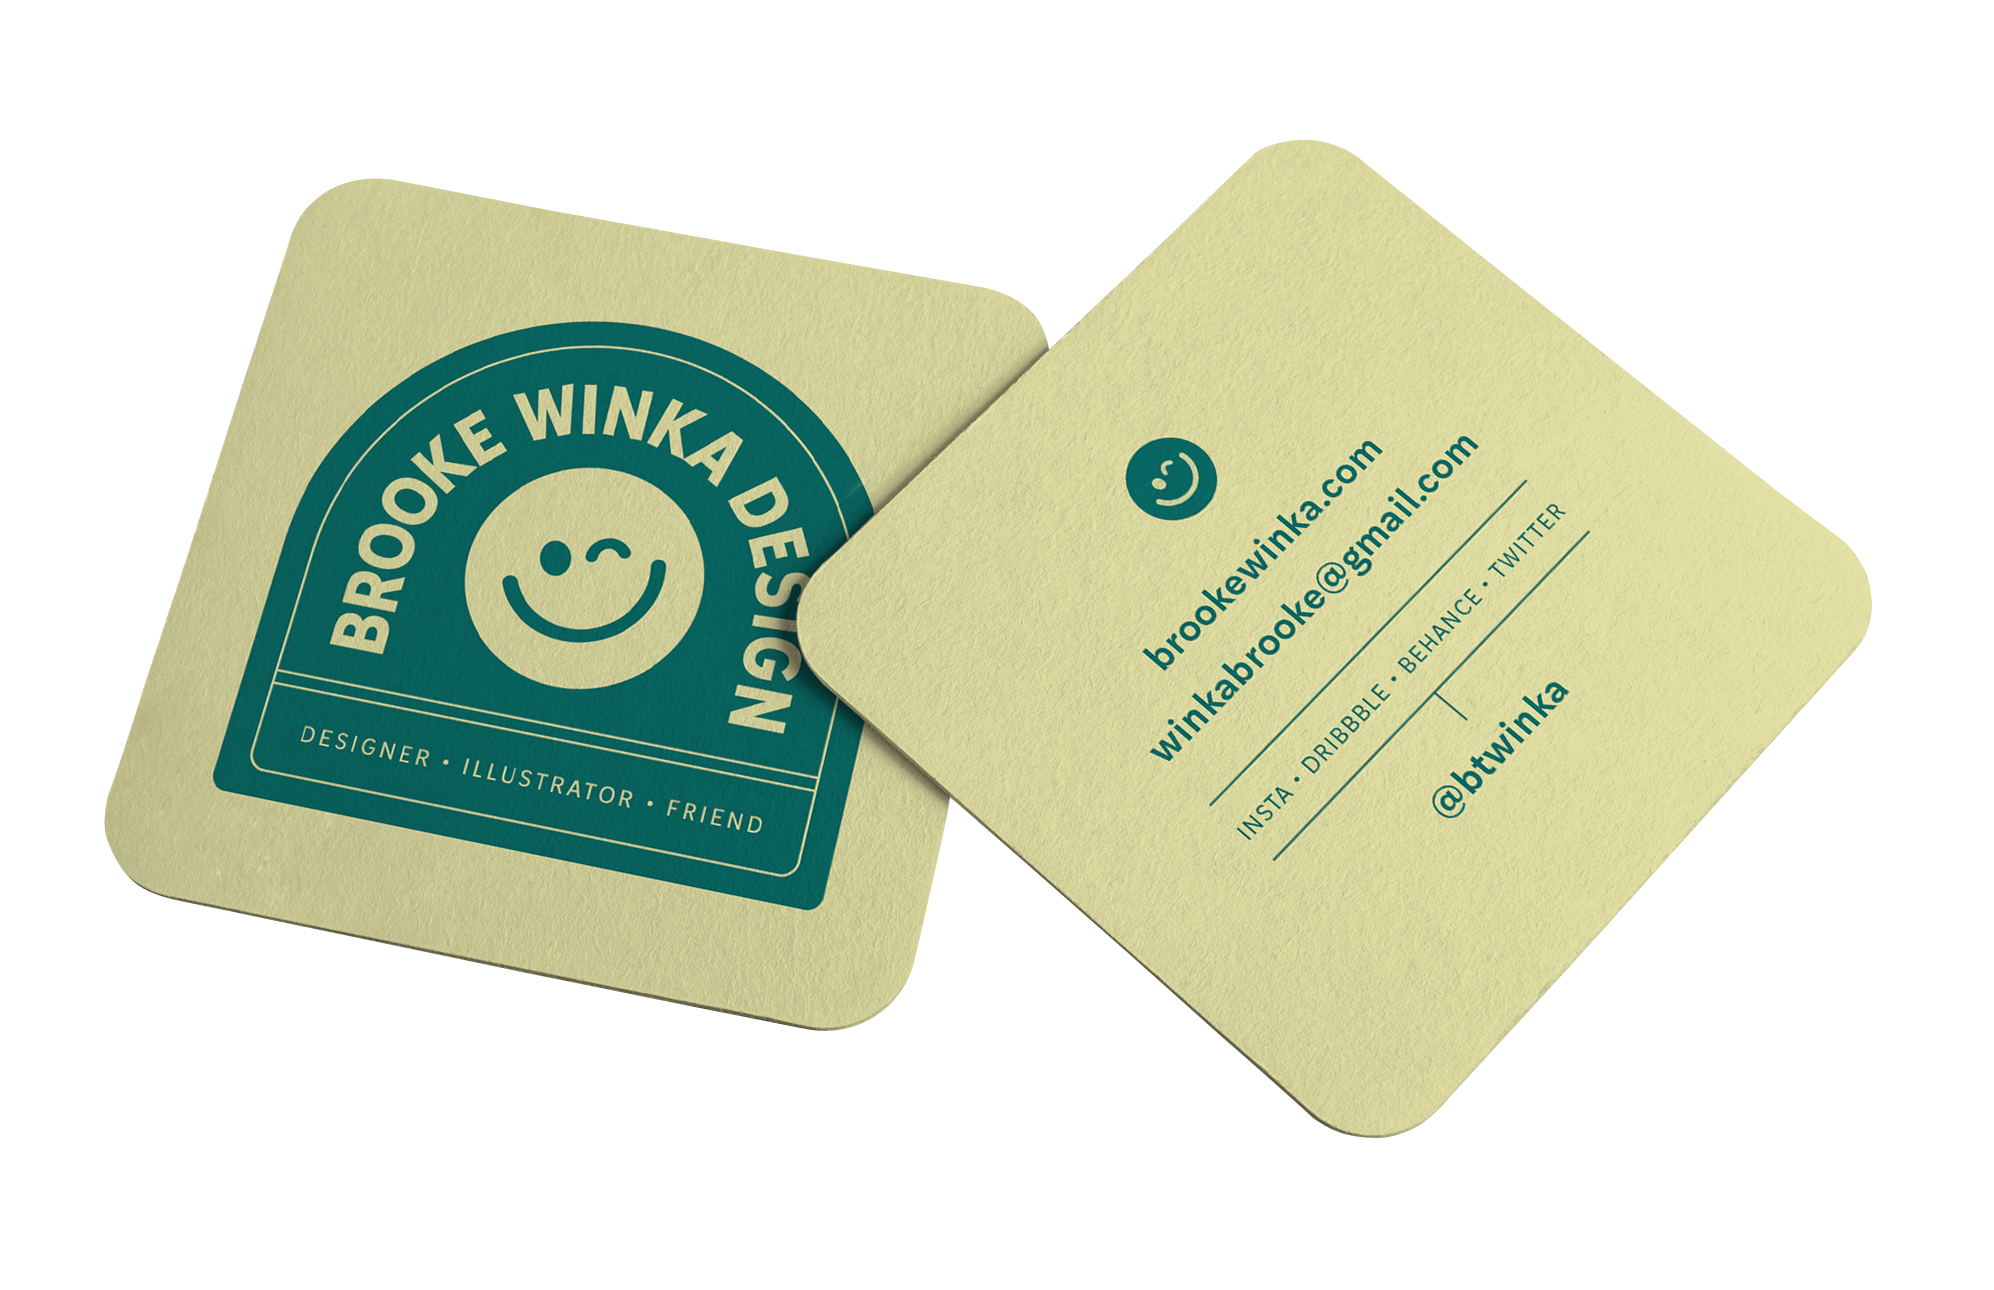 BROOKE WINKA DESIGN
DESIGNER • ILLUSTRATOR • FRIEND
brookewinka.com
winkabrooke@gmail.com
INSTA • DRIBBBLE • BEHANCE • TWITTER
@btwinka